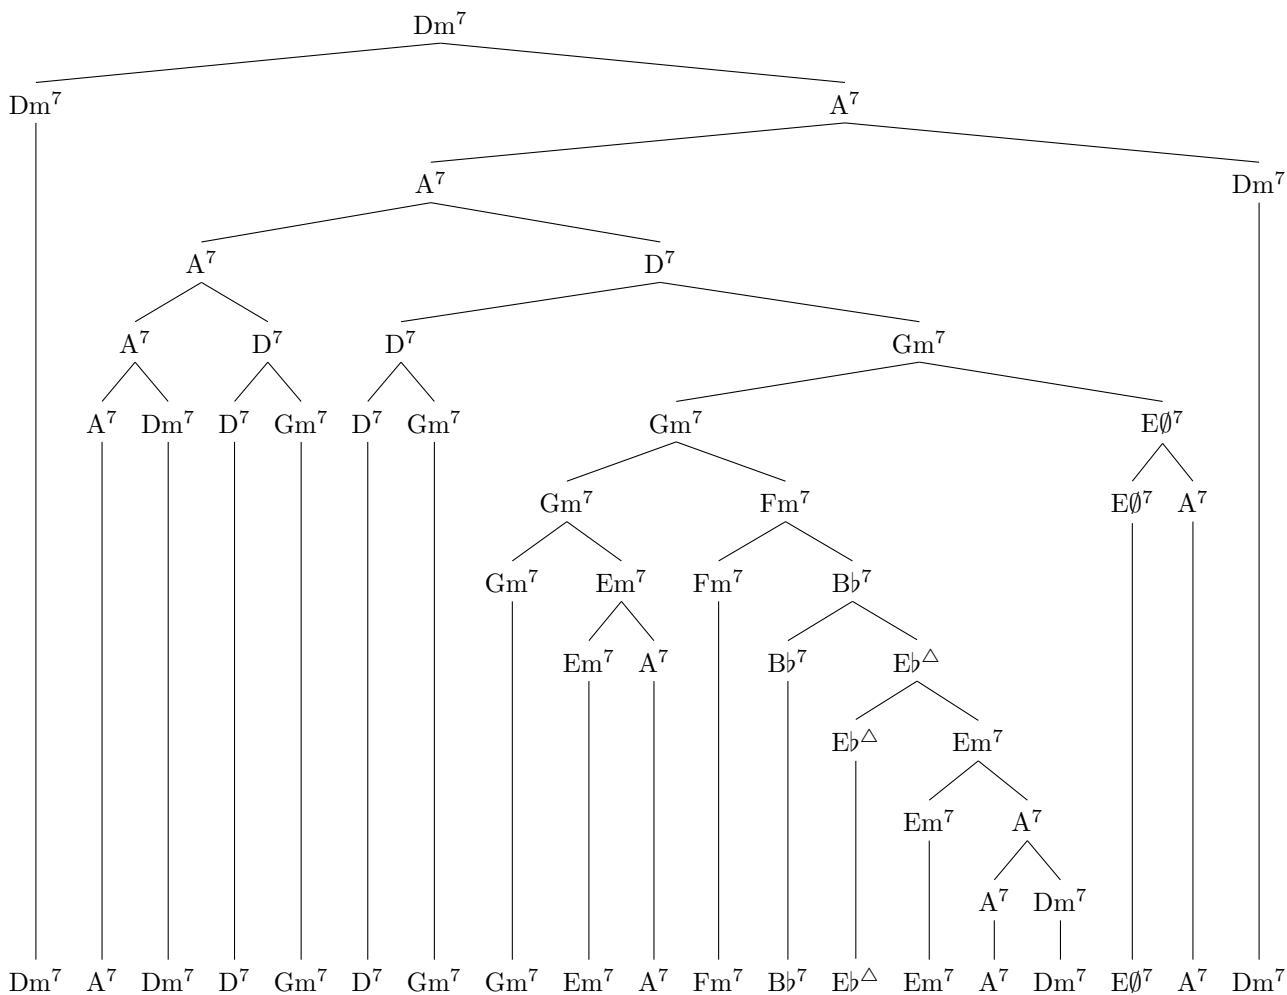 Dm⁷
Dm⁷ A⁷
A⁷ Dm⁷
A⁷ D⁷
A⁷ D⁷ D⁷ Gm⁷
A⁷ Dm⁷ D⁷ Gm⁷ D⁷ Gm⁷ Gm⁷ E∅⁷
Gm⁷ Fm⁷ E∅⁷ A⁷
Gm⁷ Em⁷ Fm⁷ B♭⁷
Em⁷ A⁷ B♭⁷ E♭△
E♭△ Em⁷
Em⁷ A⁷
A⁷ Dm⁷
Dm⁷ A⁷ Dm⁷ D⁷ Gm⁷ D⁷ Gm⁷ Gm⁷ Em⁷ A⁷ Fm⁷ B♭⁷ E♭△ Em⁷ A⁷ Dm⁷ E∅⁷ A⁷ Dm⁷